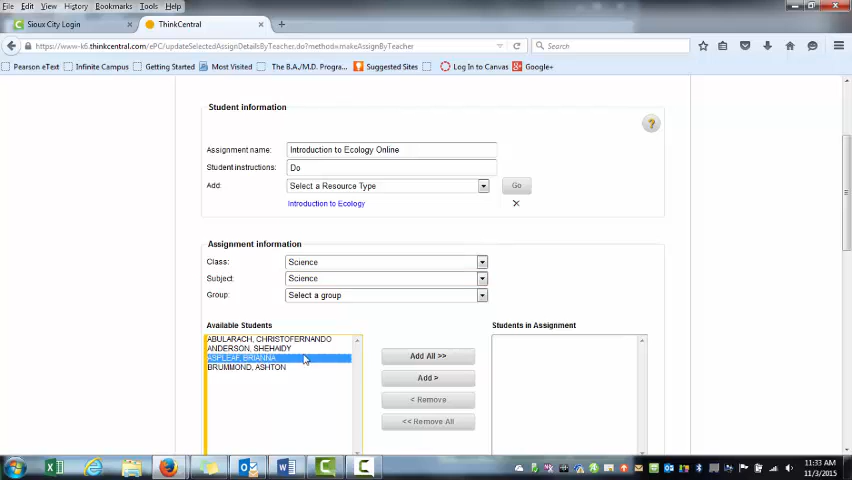 File Edit View History Bookmarks Tools Help
Sioux City Login × ThinkCentral × +
https://www-k6.thinkcentral.com/ePC/updateSelectedAssignDetailsByTeacher.do?method=makeAssignByTeacher Search
Pearson eText Infinite Campus Getting Started Most Visited The B.A./M.D. Progra... Suggested Sites Log In to Canvas Google+
Student information
?
Assignment name: Introduction to Ecology Online
Student instructions: Do
Add: Select a Resource Type Go
Introduction to Ecology ×
Assignment information
Class: Science
Subject: Science
Group: Select a group
Available Students Students in Assignment
ABULARACH, CHRISTOFERNANDO
ANDERSON, SHEHAIDY
ASPLEAF, BRIANNA
BRUMMOND, ASHTON
Add All >>
Add >
< Remove
<< Remove All
11:33 AM
11/3/2015